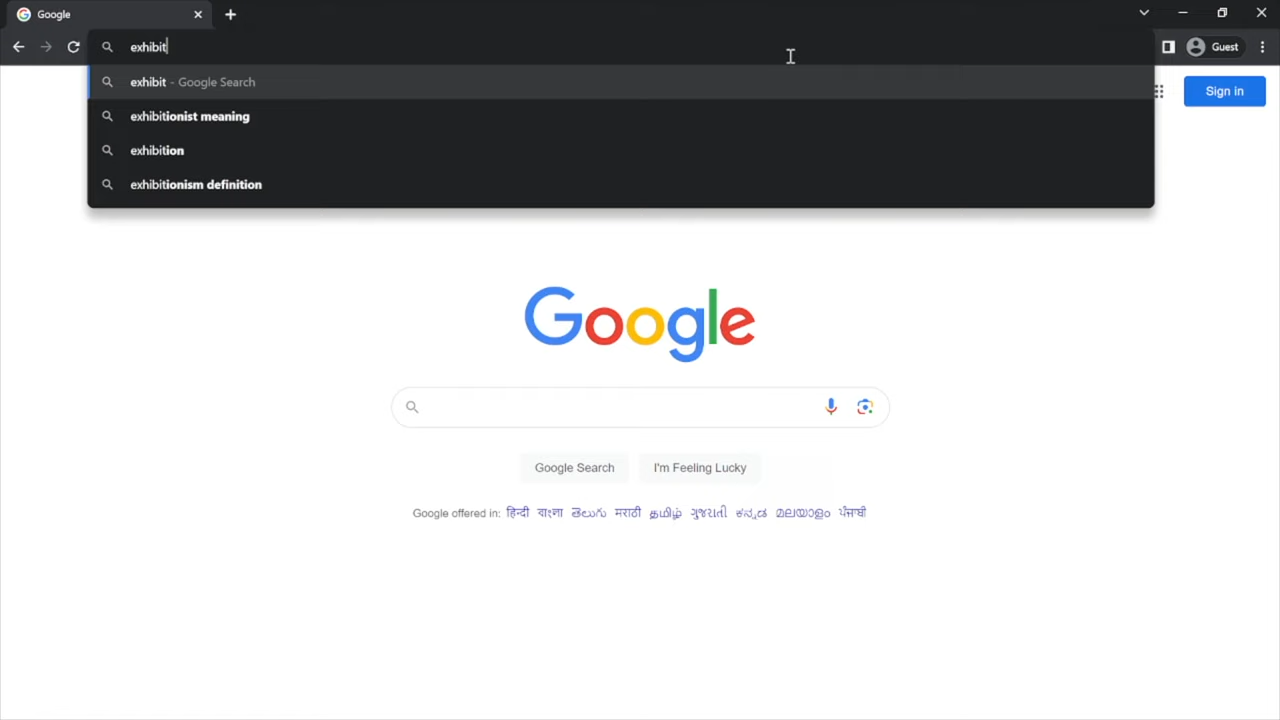 Google
exhibit
Guest
exhibit - Google Search
Sign in
exhibitionist meaning
exhibition
exhibitionism definition
Google
Google Search
I'm Feeling Lucky
Google offered in: हिन्दी বাংলা తెలుగు मराठी தமிழ் ગુજરાતી ಕನ್ನಡ മലയാളം ਪੰਜਾਬੀ